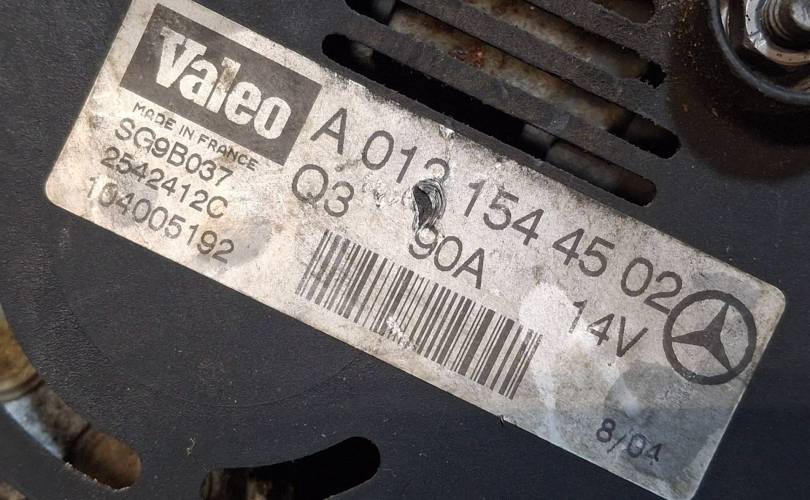 Valeo
MADE IN FRANCE
SG9B037
2542412C
104005192
A 013 154 45 02
Q3 90A 14V
8/04